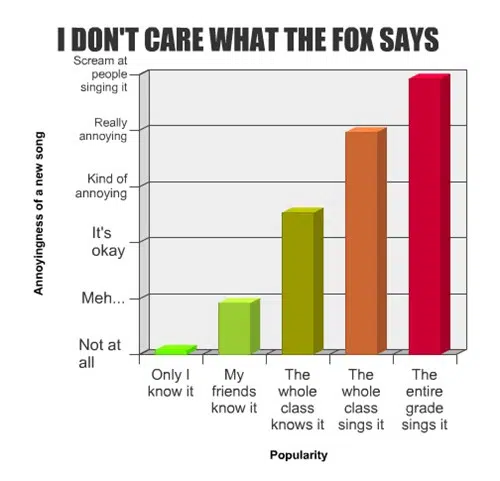 I DON'T CARE WHAT THE FOX SAYS
Scream at
people
singing it
Really
annoying
Kind of
annoying
It's
okay
Meh...
Not at
all
Annoyingness of a new song
Only I
know it
My
friends
know it
The
whole
class
knows it
The
whole
class
sings it
The
entire
grade
sings it
Popularity